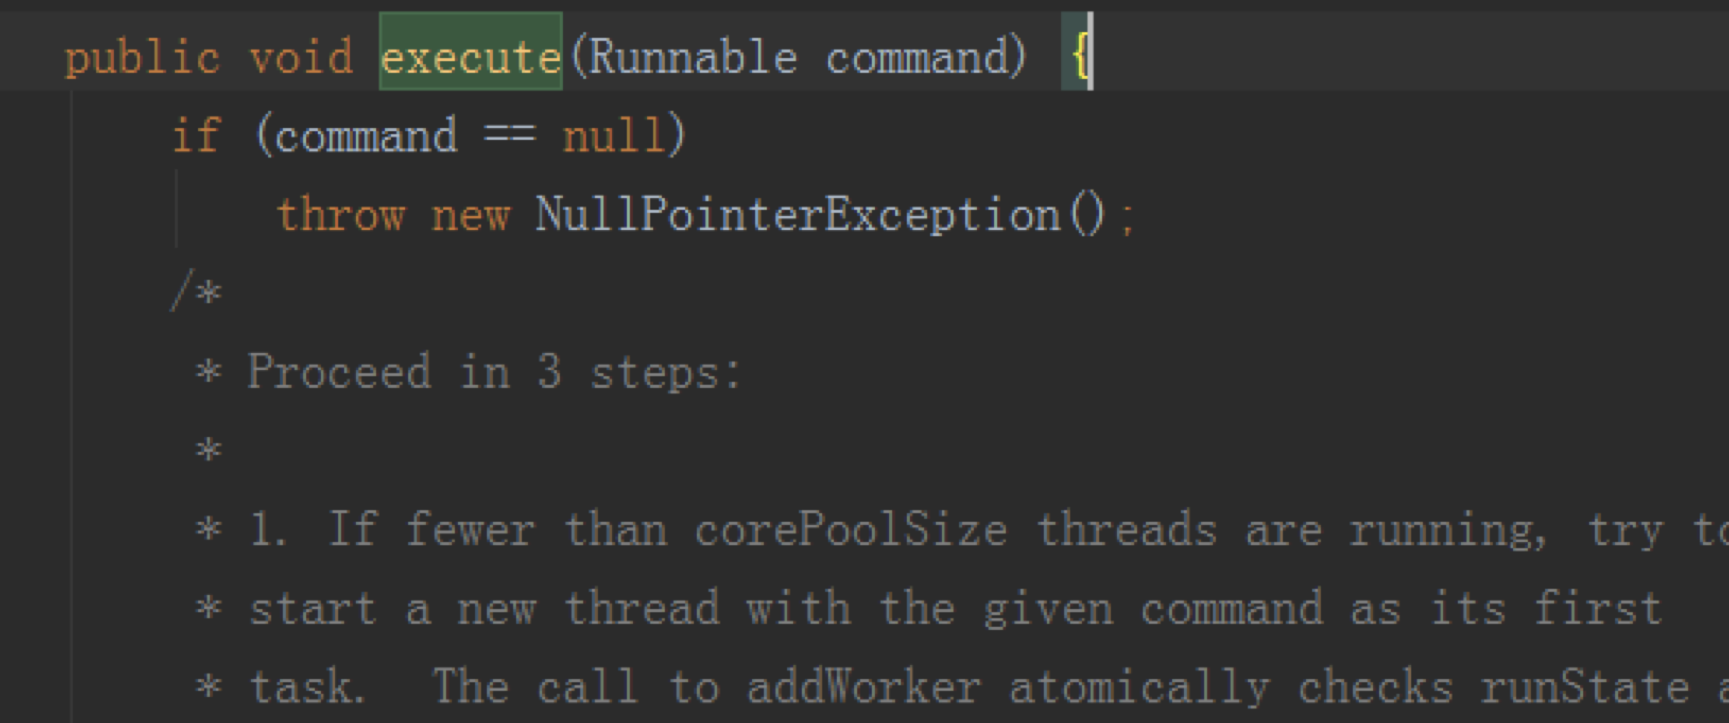 public void execute(Runnable command) {
if (command == null)
throw new NullPointerException();
/*
* Proceed in 3 steps:
*
* 1. If fewer than corePoolSize threads are running, try to
* start a new thread with the given command as its first
* task.  The call to addWorker atomically checks runState